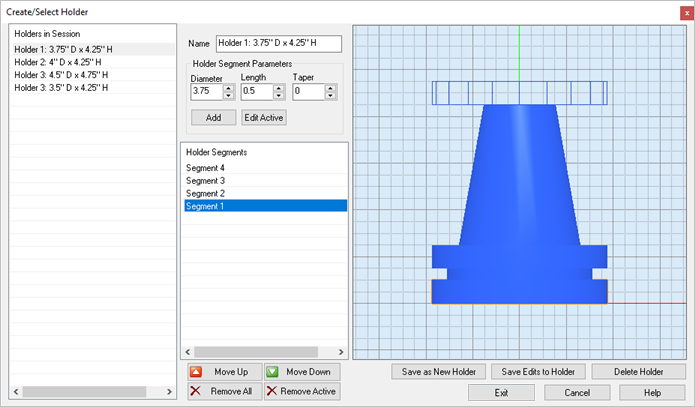 Create/Select Holder
x
Holders in Session
Holder 1: 3.75" D x 4.25" H
Holder 2: 4" D x 4.25" H
Holder 3: 4.5" D x 4.75" H
Holder 3: 3.5" D x 4.25" H
Name Holder 1: 3.75" D x 4.25" H
Holder Segment Parameters
Diameter Length Taper
3.75 0.5 0
Add Edit Active
Holder Segments
Segment 4
Segment 3
Segment 2
Segment 1
Move Up Move Down
Remove All Remove Active
Save as New Holder Save Edits to Holder Delete Holder
Exit Cancel Help